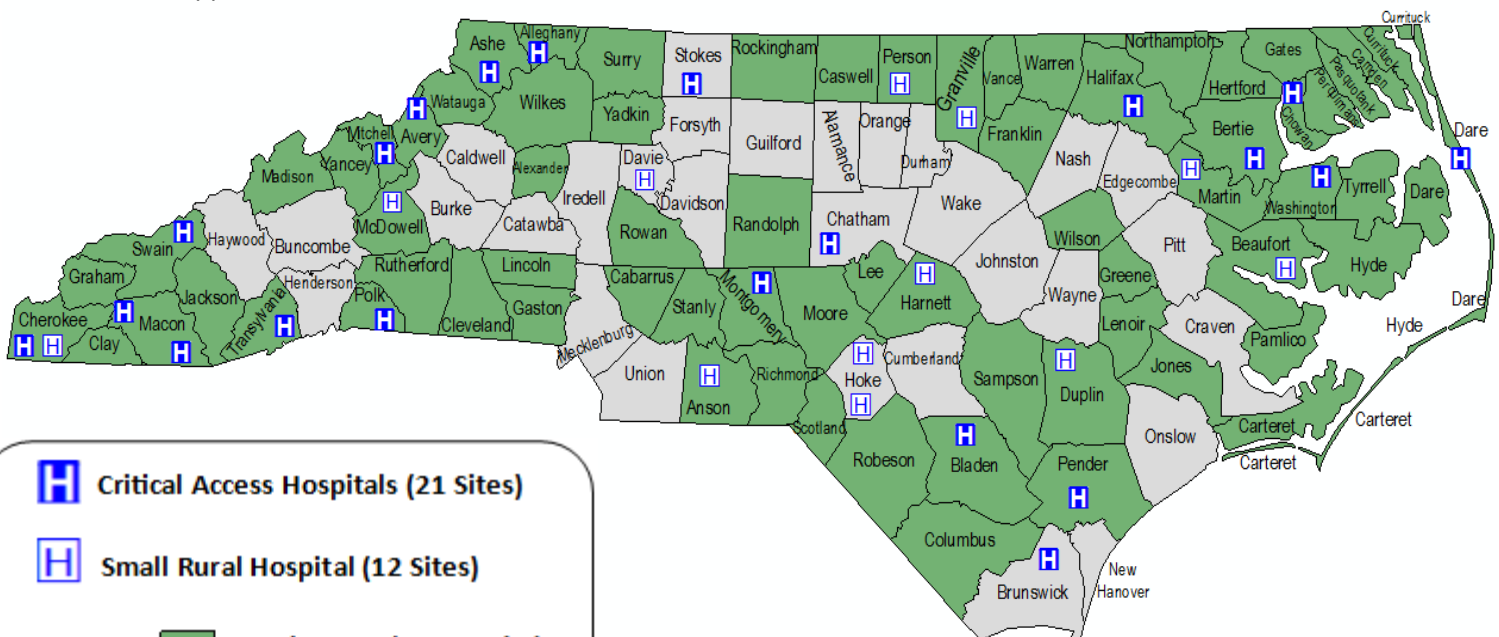 Currituck
Ashe
Alleghany
Surry
Stokes
Rockingham
Caswell
Person
Granville
Vance
Warren
Northampton
Halifax
Gates
Hertford
Currituck
Camden
Pasquotank
Perquimans
Chowan
Watauga
Wilkes
Yadkin
Forsyth
Guilford
Alamance
Orange
Durham
Franklin
Nash
Edgecombe
Bertie
Dare
Mitchell
Avery
Caldwell
Alexander
Davie
Iredell
Davidson
Randolph
Chatham
Wake
Martin
Washington
Tyrrell
Dare
Madison
Yancey
McDowell
Burke
Catawba
Rowan
Wilson
Pitt
Beaufort
Hyde
Swain
Haywood
Buncombe
Rutherford
Lincoln
Cabarrus
Stanly
Montgomery
Moore
Lee
Harnett
Johnston
Wayne
Greene
Graham
Jackson
Henderson
Polk
Cleveland
Gaston
Mecklenburg
Lenoir
Craven
Pamlico
Dare
Hyde
Cherokee
Clay
Macon
Transylvania
Union
Anson
Richmond
Hoke
Cumberland
Sampson
Duplin
Jones
Scotland
Robeson
Bladen
Pender
Onslow
Carteret
Carteret
Carteret
Columbus
Brunswick
New
Hanover
H Critical Access Hospitals (21 Sites)
H Small Rural Hospital (12 Sites)